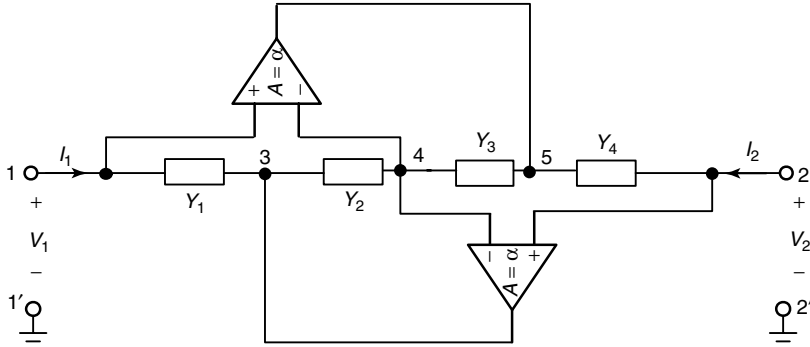 A = α
+ −
I1
Y3
Y4
I2
1
3
4
5
2
Y1
Y2
+
V1
−
− +
A = α
+
V2
−
1′
2′